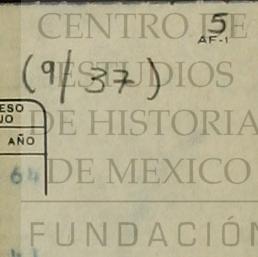 CENTRO DE
5
AF-1
ESTUDIOS
(9/37)
ESO
JO
DE HISTORIA
AÑO
64
DE MEXICO
FUNDACIÓN